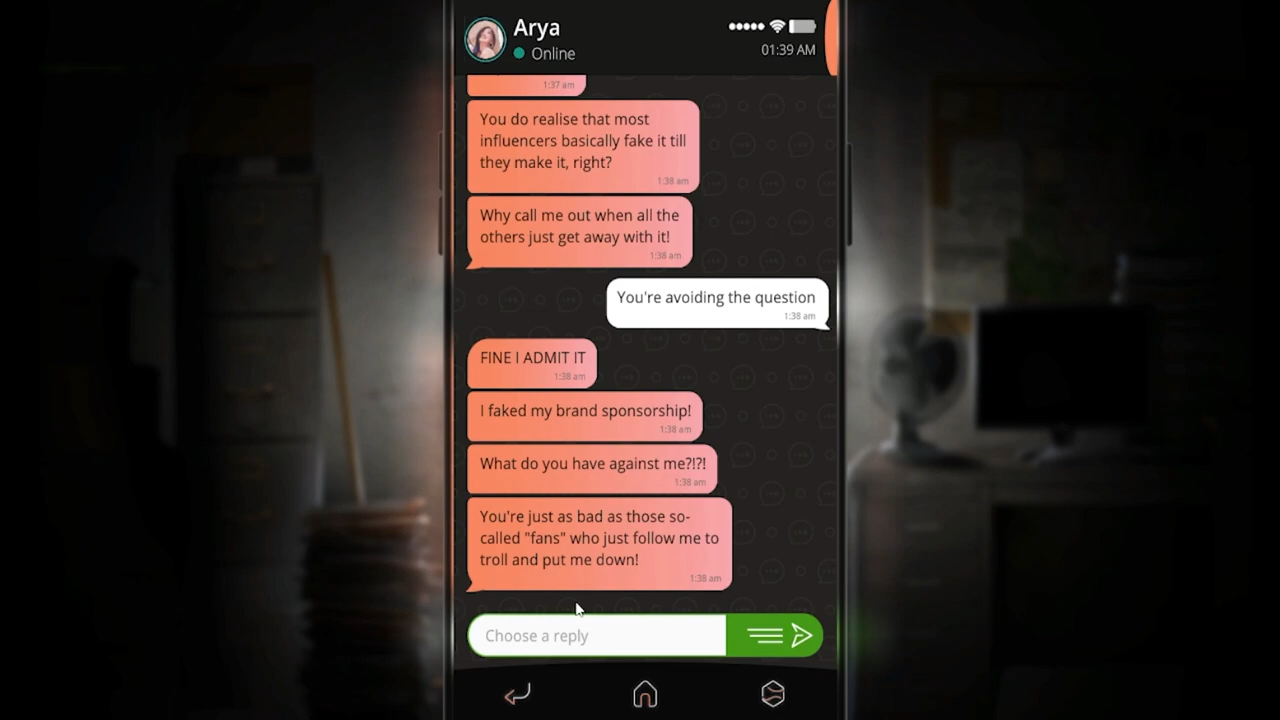 Arya
Online
01:39 AM
1:37 am
You do realise that most
influencers basically fake it till
they make it, right?
1:38 am
Why call me out when all the
others just get away with it!
1:38 am
You're avoiding the question
1:38 am
FINE I ADMIT IT
1:38 am
I faked my brand sponsorship!
1:38 am
What do you have against me?!?!
1:38 am
You're just as bad as those so-
called "fans" who just follow me to
troll and put me down!
1:38 am
Choose a reply